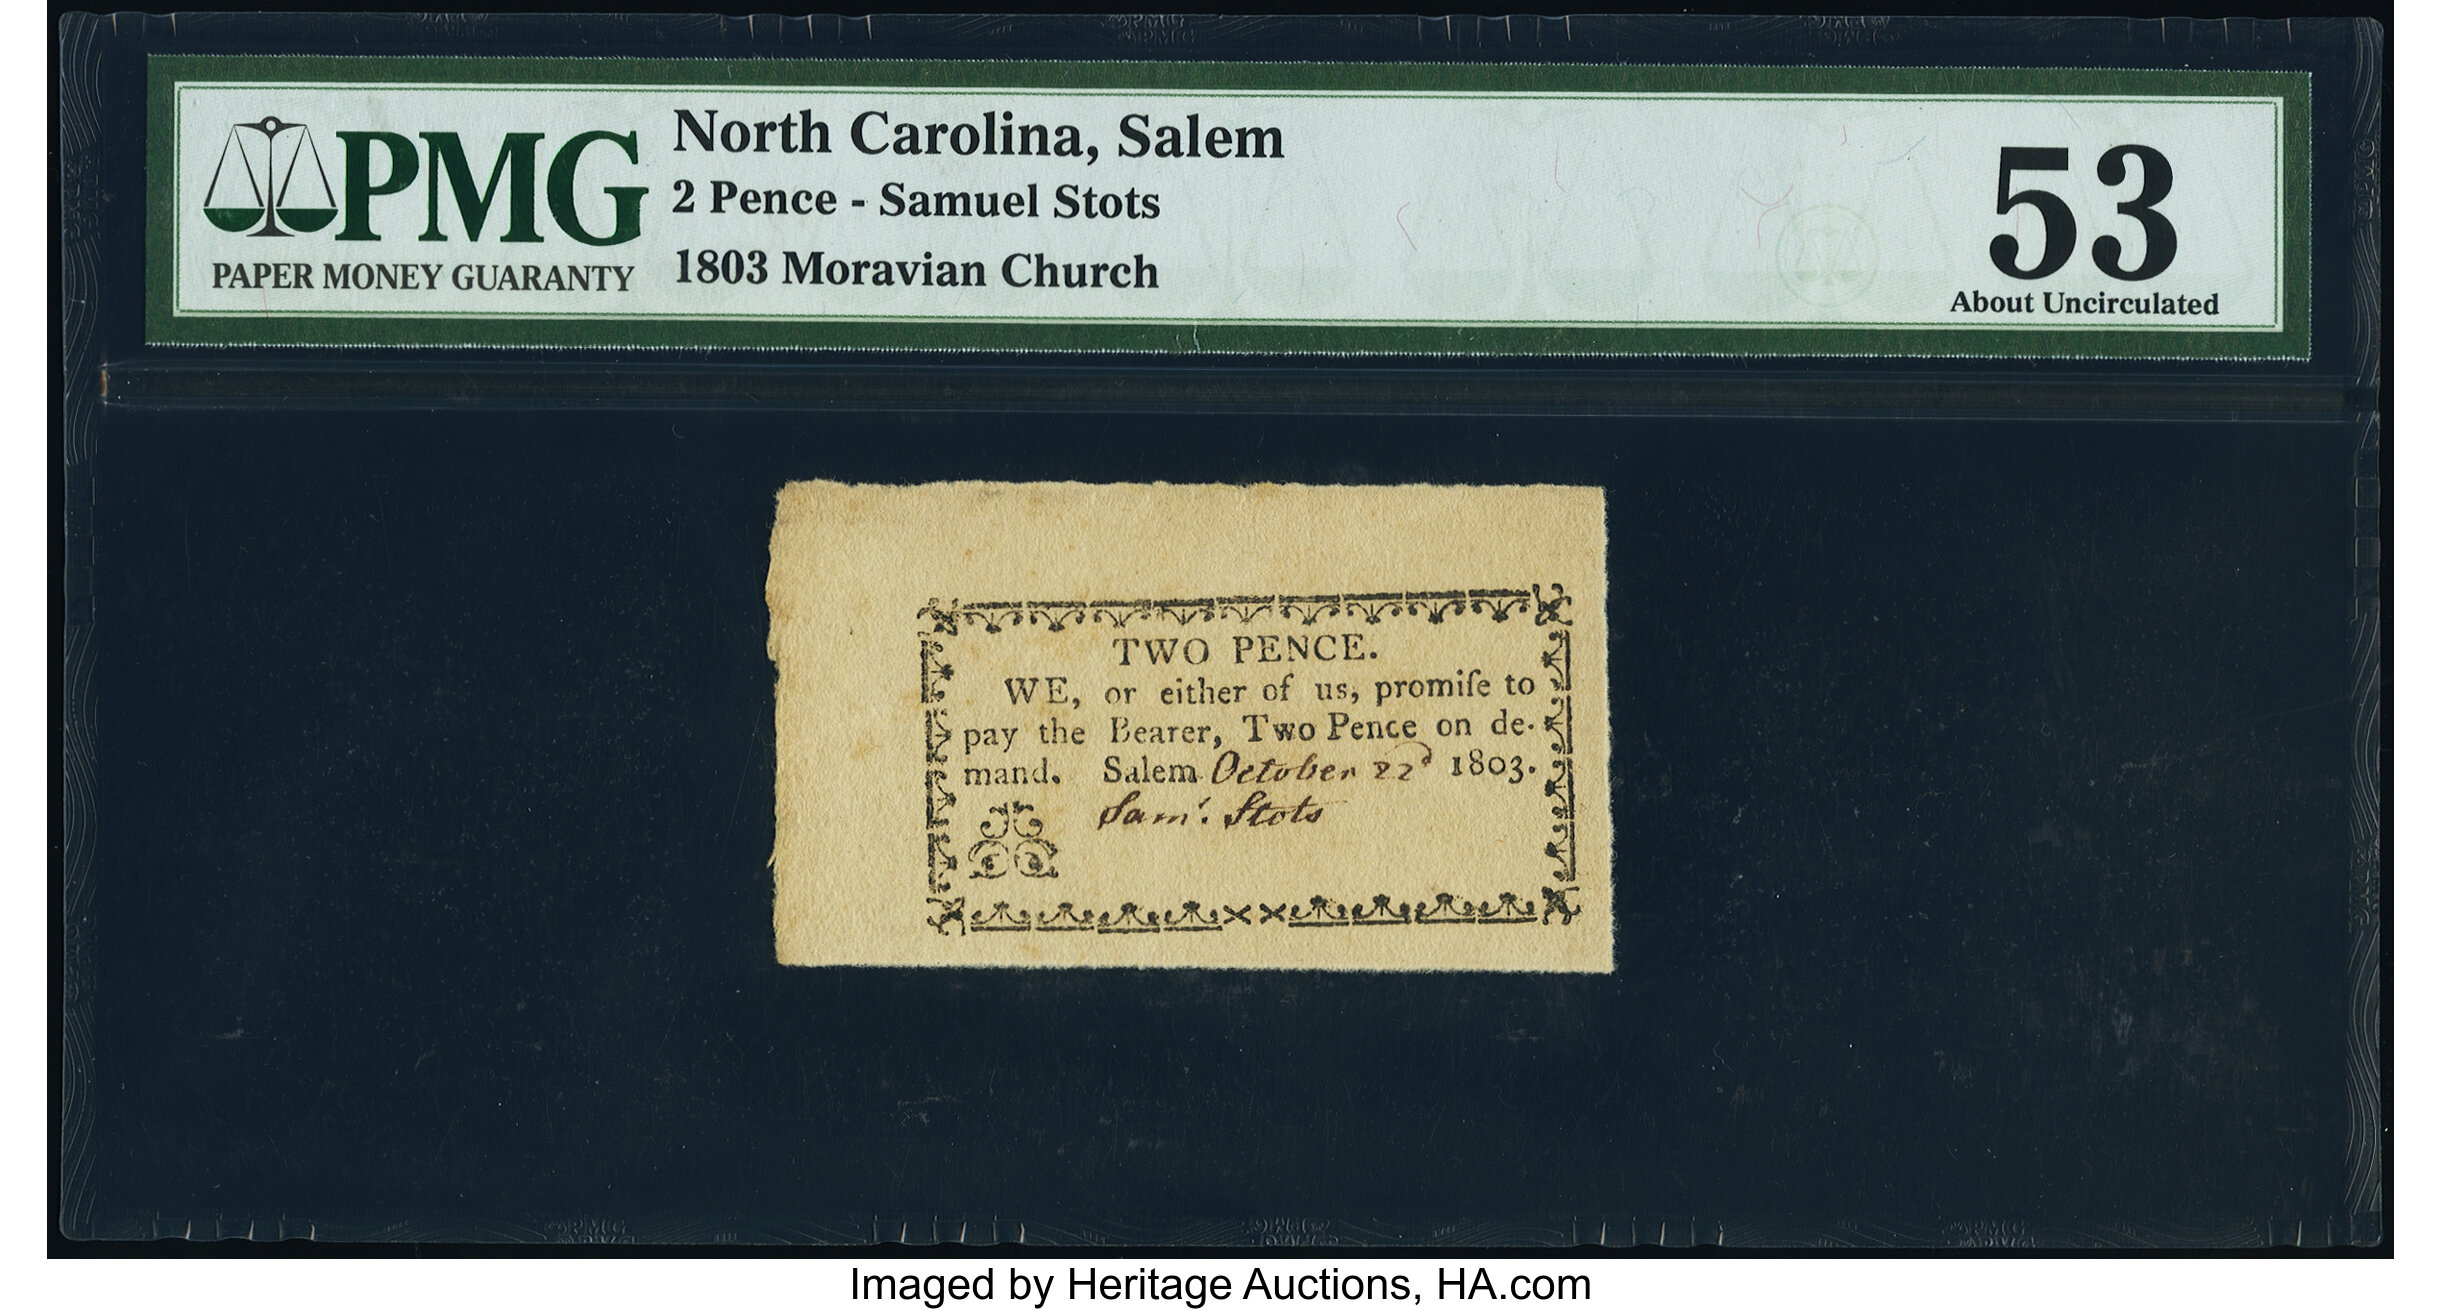 PMG
PAPER MONEY GUARANTY
North Carolina, Salem
2 Pence - Samuel Stots
1803 Moravian Church
53
About Uncirculated
TWO PENCE.
WE, or either of us, promiſe to
pay the Bearer, Two Pence on de-
mand. Salem October 22d 1803.
Saml. Stots
Imaged by Heritage Auctions, HA.com